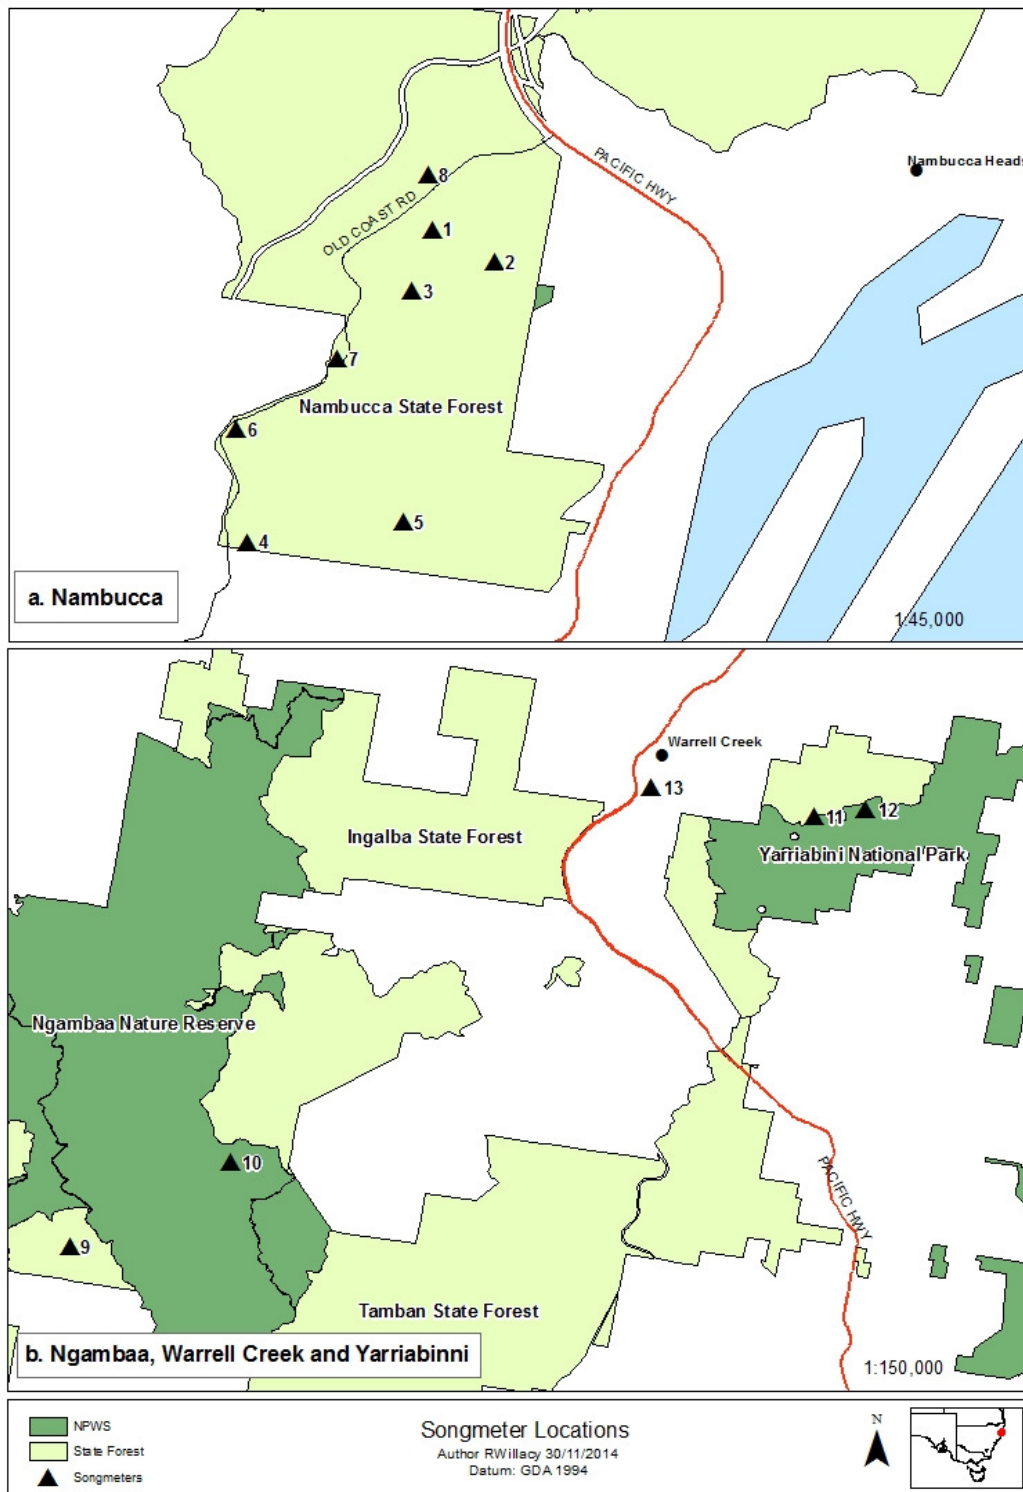 Nambucca Heads
PACIFIC HWY
8
OLD COAST RD
1
2
3
7
Nambucca State Forest
6
5
4
a. Nambucca
1:45,000
Warrell Creek
13
11
12
Ingalba State Forest
Yarriabini National Park
Ngambaa Nature Reserve
10
PACIFIC HWY
9
Tamban State Forest
b. Ngambaa, Warrell Creek and Yarriabinni
1:150,000
NPWS
State Forest
Songmeters
Songmeter Locations
Author RWillacy 30/11/2014
Datum: GDA 1994
N